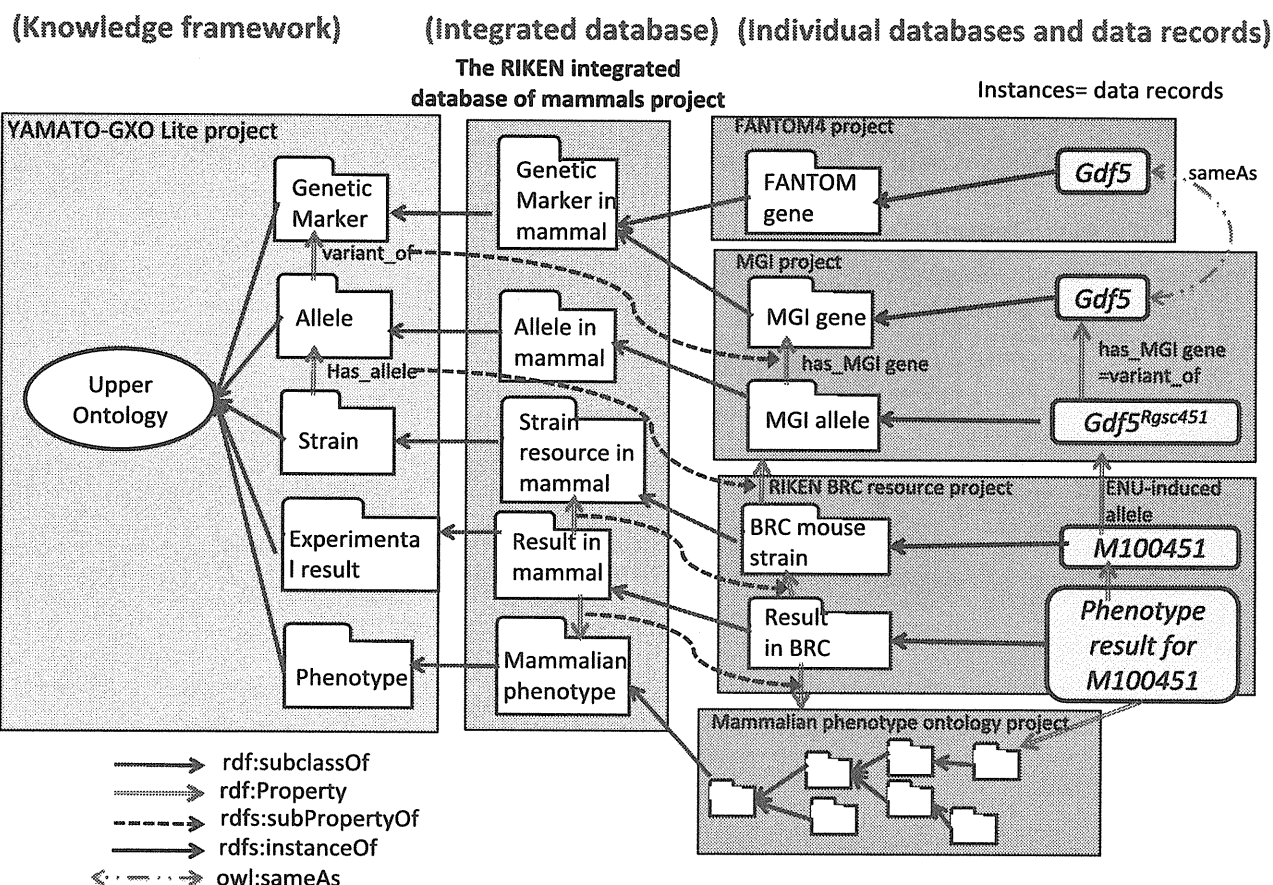 (Knowledge framework)
(Integrated database)
(Individual databases and data records)
The RIKEN integrated
database of mammals project
Instances= data records
YAMATO-GXO Lite project
Genetic
Marker
variant_of
Allele
Has_allele
Strain
Experimenta
l result
Phenotype
Upper
Ontology
Genetic
Marker in
mammal
Allele in
mammal
Strain
resource in
mammal
Result in
mammal
Mammalian
phenotype
FANTOM4 project
FANTOM
gene
Gdf5
sameAs
MGI project
MGI gene
Gdf5
has_MGI gene
has_MGI gene
=variant_of
MGI allele
Gdf5Rgsc451
RIKEN BRC resource project
ENU-induced
allele
BRC mouse
strain
M100451
Result
in BRC
Phenotype
result for
M100451
Mammalian phenotype ontology project
rdf:subclassOf
rdf:Property
rdfs:subPropertyOf
rdfs:instanceOf
owl:sameAs